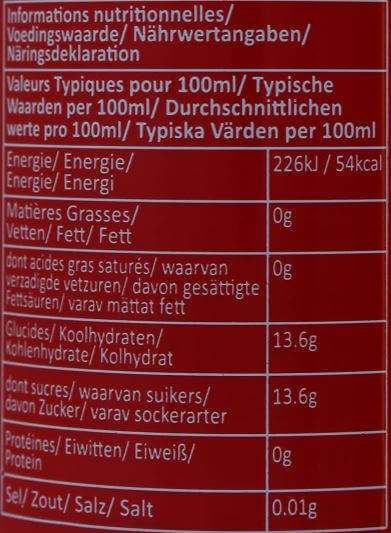 Informations nutritionnelles/
Voedingswaarde/ Nährwertangaben/
Näringsdeklaration
Valeurs Typiques pour 100ml/ Typische
Waarden per 100ml/ Durchschnittlichen
werte pro 100ml/ Typiska Värden per 100ml
Energie/ Energie/
Energie/ Energi
226kJ / 54kcal
Matières Grasses/
Vetten/ Fett/ Fett
0g
dont acides gras saturés/ waarvan
verzadigde vetzuren/ davon gesättigte
Fettsäuren/ varav mättat fett
0g
Glucides/ Koolhydraten/
Kohlenhydrate/ Kolhydrat
13.6g
dont sucres/ waarvan suikers/
davon Zucker/ varav sockerarter
13.6g
Protéines/ Eiwitten/ Eiweiß/
Protein
0g
Sel/ Zout/ Salz/ Salt
0.01g